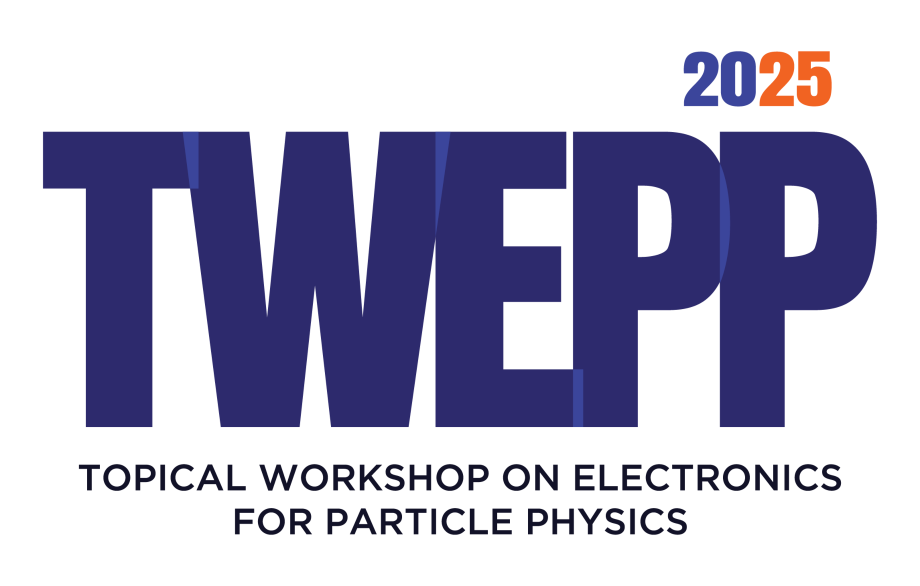 2025
TWEPP
TOPICAL WORKSHOP ON ELECTRONICS
FOR PARTICLE PHYSICS